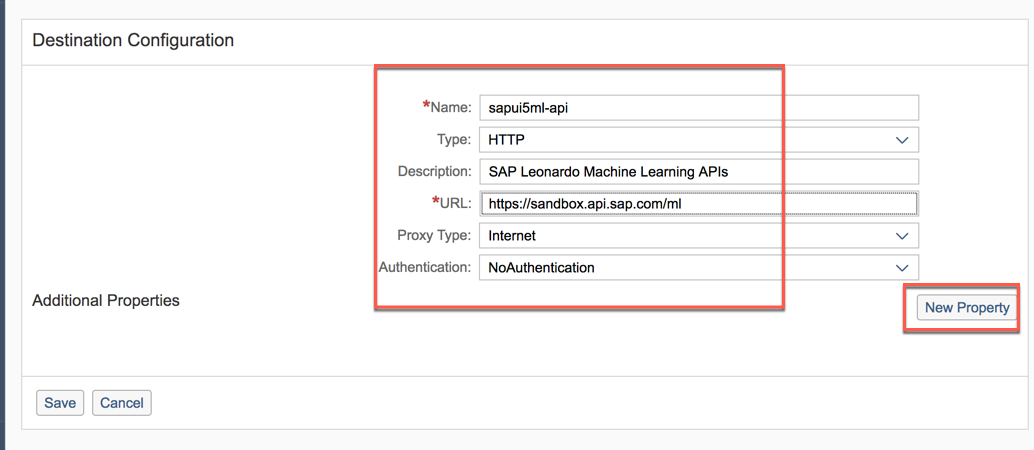 Destination Configuration
*Name: sapui5ml-api
Type: HTTP
Description: SAP Leonardo Machine Learning APIs
*URL: https://sandbox.api.sap.com/ml
Proxy Type: Internet
Authentication: NoAuthentication
Additional Properties
New Property
Save Cancel